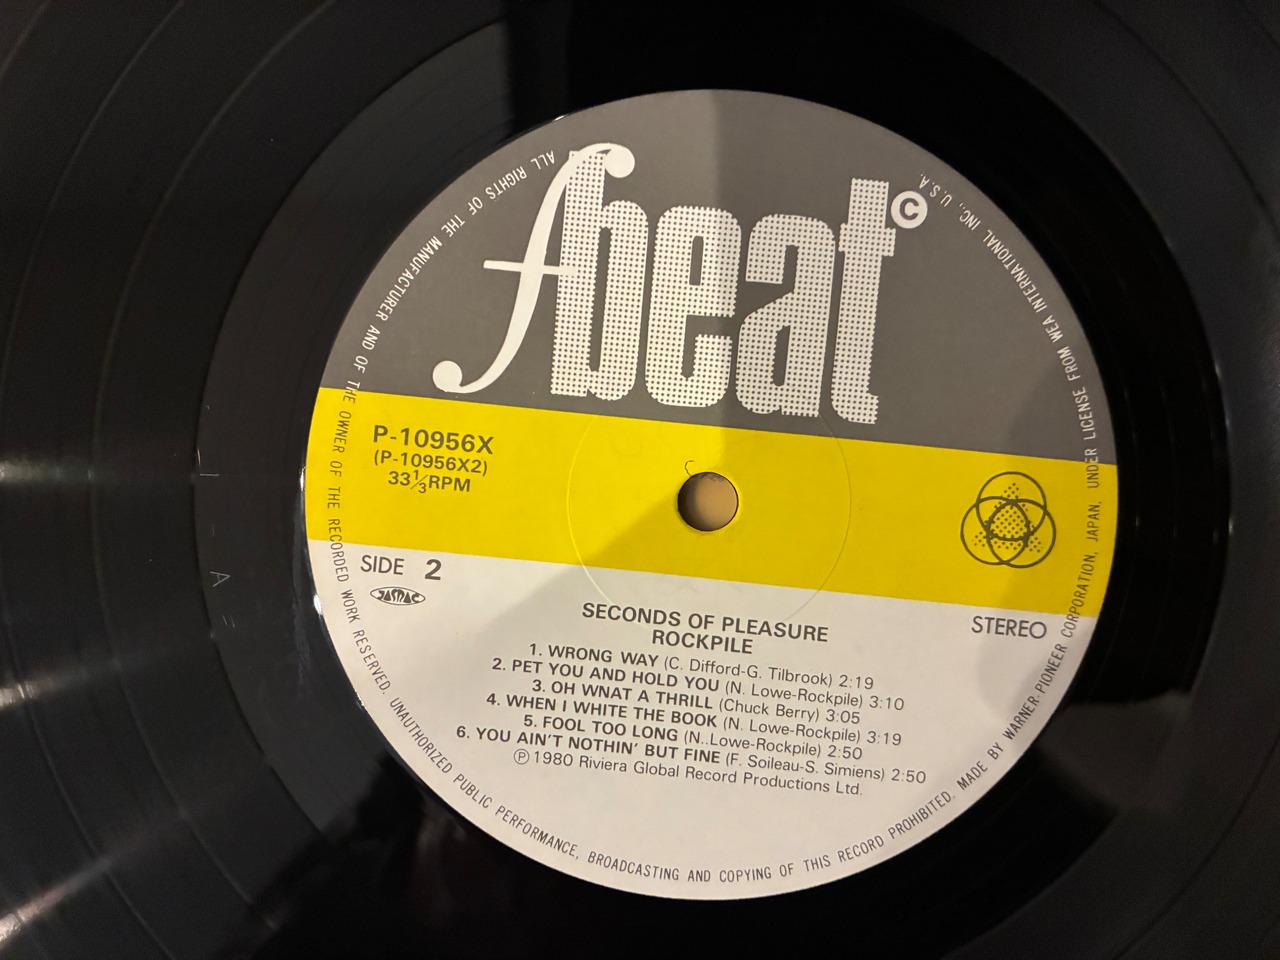 fbeat ©
P-10956X
(P-10956X2)
33⅓RPM
SIDE 2
JASRAC
STEREO
SECONDS OF PLEASURE
ROCKPILE
1. WRONG WAY (C. Difford-G. Tilbrook) 2:19
2. PET YOU AND HOLD YOU (N. Lowe-Rockpile) 3:10
3. OH WNAT A THRILL (Chuck Berry) 3:05
4. WHEN I WHITE THE BOOK (N. Lowe-Rockpile) 3:19
5. FOOL TOO LONG (N..Lowe-Rockpile) 2:50
6. YOU AIN'T NOTHIN' BUT FINE (F. Soileau-S. Simiens) 2:50
℗ 1980 Riviera Global Record Productions Ltd.
ALL RIGHTS OF THE MANUFACTURER AND OF THE OWNER OF THE RECORDED WORK RESERVED. UNAUTHORIZED PUBLIC PERFORMANCE, BROADCASTING AND COPYING OF THIS RECORD PROHIBITED. MADE BY WARNER-PIONEER CORPORATION, JAPAN, UNDER LICENSE FROM WEA INTERNATIONAL INC., U.S.A.